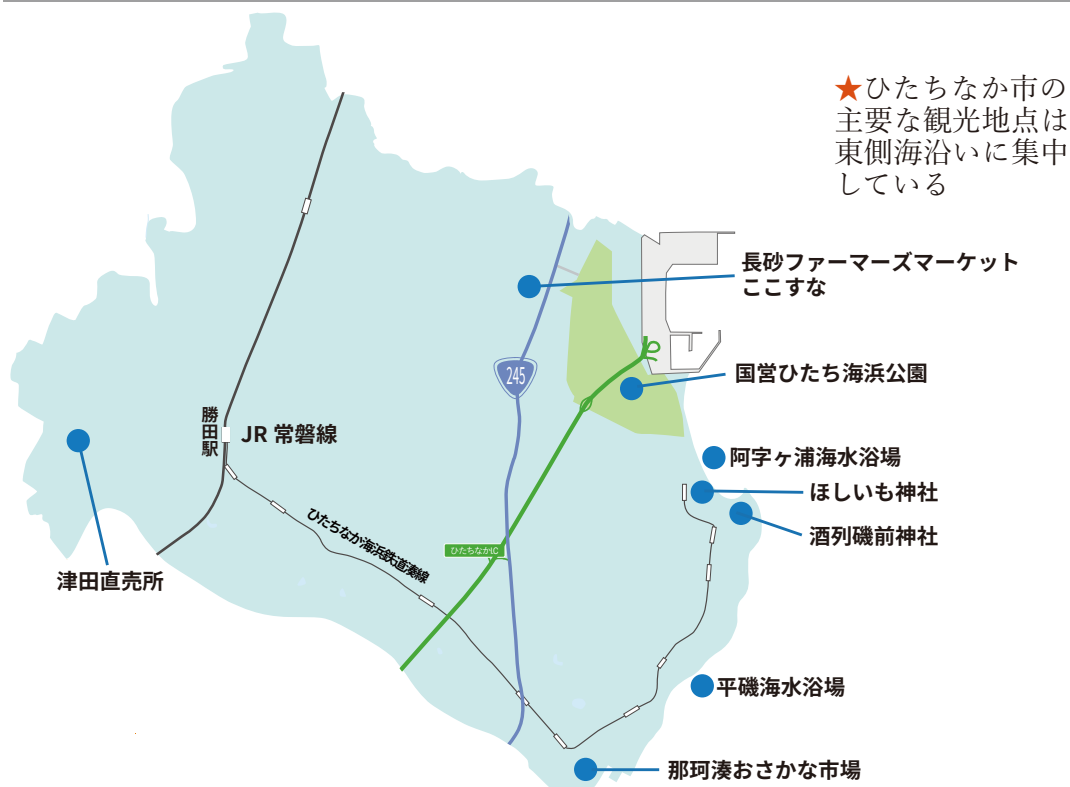 ★ひたちなか市の
主要な観光地点は
東側海沿いに集中
している
長砂ファーマーズマーケット
ここすな
245
国営ひたち海浜公園
勝田駅
JR 常磐線
阿字ヶ浦海水浴場
ほしいも神社
酒列磯前神社
ひたちなか海浜鉄道湊線
ひたちなかIC
津田直売所
平磯海水浴場
那珂湊おさかな市場